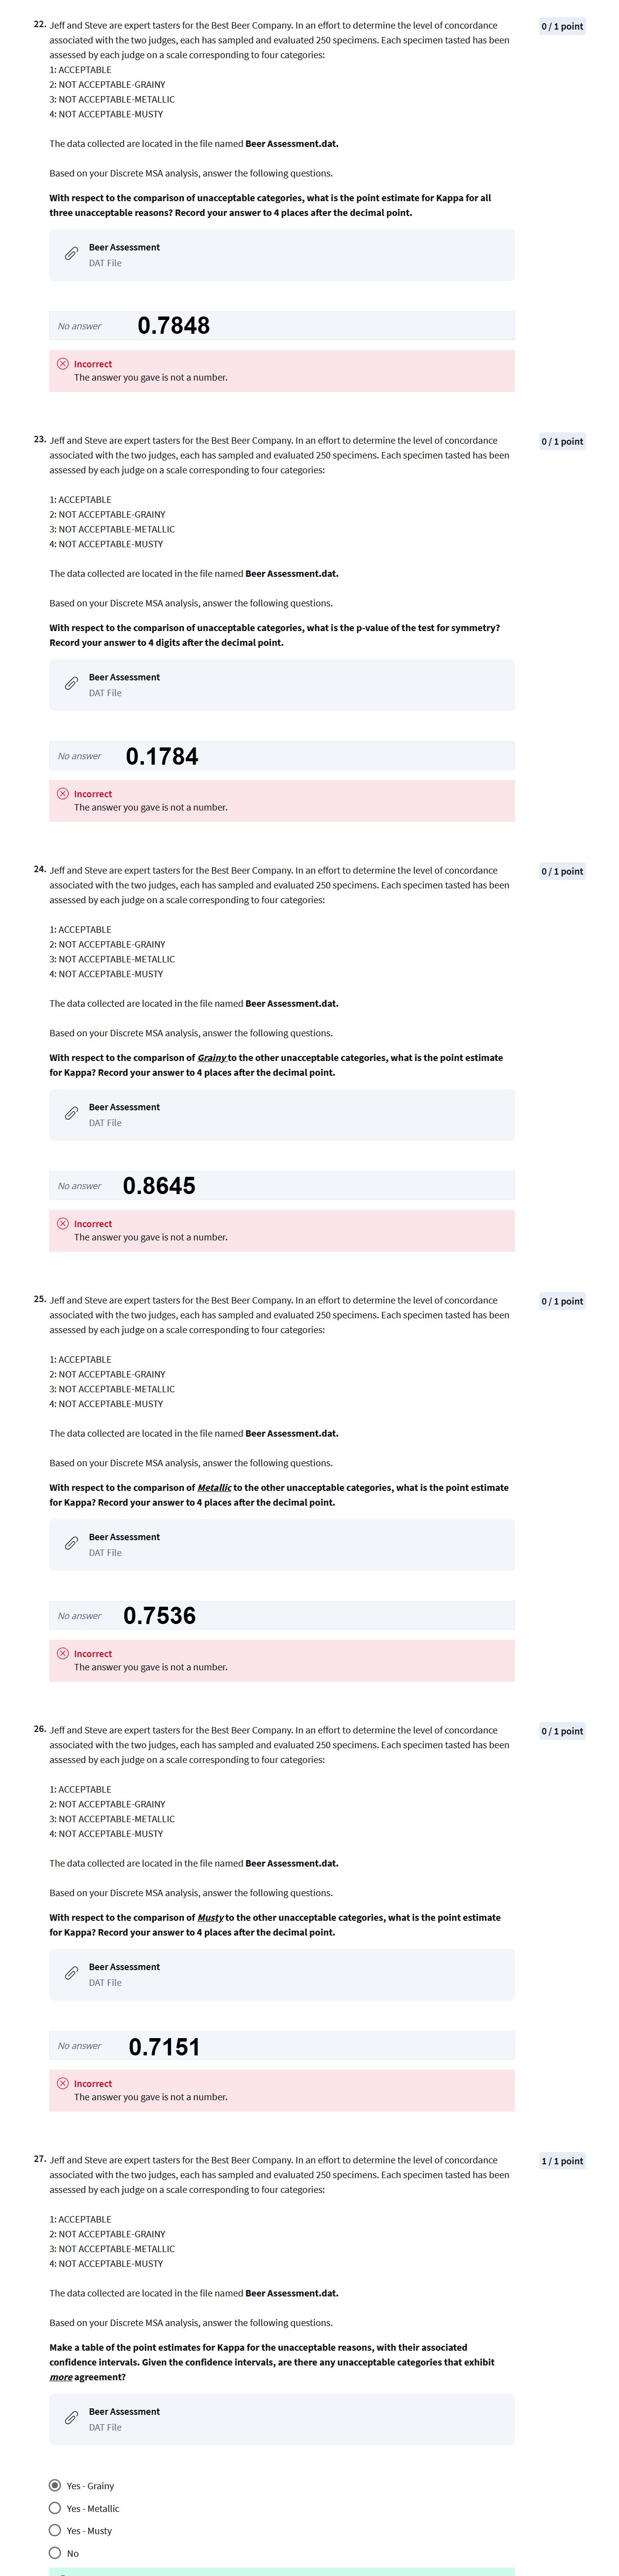 22. Jeff and Steve are expert tasters for the Best Beer Company. In an effort to determine the level of concordance
0 / 1 point
associated with the two judges, each has sampled and evaluated 250 specimens. Each specimen tasted has been
assessed by each judge on a scale corresponding to four categories:
1: ACCEPTABLE
2: NOT ACCEPTABLE-GRAINY
3: NOT ACCEPTABLE-METALLIC
4: NOT ACCEPTABLE-MUSTY
The data collected are located in the file named Beer Assessment.dat.
Based on your Discrete MSA analysis, answer the following questions.
With respect to the comparison of unacceptable categories, what is the point estimate for Kappa for all
three unacceptable reasons? Record your answer to 4 places after the decimal point.
Beer Assessment
DAT File
No answer 0.7848
Incorrect
The answer you gave is not a number.
23. Jeff and Steve are expert tasters for the Best Beer Company. In an effort to determine the level of concordance
0 / 1 point
associated with the two judges, each has sampled and evaluated 250 specimens. Each specimen tasted has been
assessed by each judge on a scale corresponding to four categories:
1: ACCEPTABLE
2: NOT ACCEPTABLE-GRAINY
3: NOT ACCEPTABLE-METALLIC
4: NOT ACCEPTABLE-MUSTY
The data collected are located in the file named Beer Assessment.dat.
Based on your Discrete MSA analysis, answer the following questions.
With respect to the comparison of unacceptable categories, what is the p-value of the test for symmetry?
Record your answer to 4 digits after the decimal point.
Beer Assessment
DAT File
No answer 0.1784
Incorrect
The answer you gave is not a number.
24. Jeff and Steve are expert tasters for the Best Beer Company. In an effort to determine the level of concordance
0 / 1 point
associated with the two judges, each has sampled and evaluated 250 specimens. Each specimen tasted has been
assessed by each judge on a scale corresponding to four categories:
1: ACCEPTABLE
2: NOT ACCEPTABLE-GRAINY
3: NOT ACCEPTABLE-METALLIC
4: NOT ACCEPTABLE-MUSTY
The data collected are located in the file named Beer Assessment.dat.
Based on your Discrete MSA analysis, answer the following questions.
With respect to the comparison of Grainy to the other unacceptable categories, what is the point estimate
for Kappa? Record your answer to 4 places after the decimal point.
Beer Assessment
DAT File
No answer 0.8645
Incorrect
The answer you gave is not a number.
25. Jeff and Steve are expert tasters for the Best Beer Company. In an effort to determine the level of concordance
0 / 1 point
associated with the two judges, each has sampled and evaluated 250 specimens. Each specimen tasted has been
assessed by each judge on a scale corresponding to four categories:
1: ACCEPTABLE
2: NOT ACCEPTABLE-GRAINY
3: NOT ACCEPTABLE-METALLIC
4: NOT ACCEPTABLE-MUSTY
The data collected are located in the file named Beer Assessment.dat.
Based on your Discrete MSA analysis, answer the following questions.
With respect to the comparison of Metallic to the other unacceptable categories, what is the point estimate
for Kappa? Record your answer to 4 places after the decimal point.
Beer Assessment
DAT File
No answer 0.7536
Incorrect
The answer you gave is not a number.
26. Jeff and Steve are expert tasters for the Best Beer Company. In an effort to determine the level of concordance
0 / 1 point
associated with the two judges, each has sampled and evaluated 250 specimens. Each specimen tasted has been
assessed by each judge on a scale corresponding to four categories:
1: ACCEPTABLE
2: NOT ACCEPTABLE-GRAINY
3: NOT ACCEPTABLE-METALLIC
4: NOT ACCEPTABLE-MUSTY
The data collected are located in the file named Beer Assessment.dat.
Based on your Discrete MSA analysis, answer the following questions.
With respect to the comparison of Musty to the other unacceptable categories, what is the point estimate
for Kappa? Record your answer to 4 places after the decimal point.
Beer Assessment
DAT File
No answer 0.7151
Incorrect
The answer you gave is not a number.
27. Jeff and Steve are expert tasters for the Best Beer Company. In an effort to determine the level of concordance
1 / 1 point
associated with the two judges, each has sampled and evaluated 250 specimens. Each specimen tasted has been
assessed by each judge on a scale corresponding to four categories:
1: ACCEPTABLE
2: NOT ACCEPTABLE-GRAINY
3: NOT ACCEPTABLE-METALLIC
4: NOT ACCEPTABLE-MUSTY
The data collected are located in the file named Beer Assessment.dat.
Based on your Discrete MSA analysis, answer the following questions.
Make a table of the point estimates for Kappa for the unacceptable reasons, with their associated
confidence intervals. Given the confidence intervals, are there any unacceptable categories that exhibit
more agreement?
Beer Assessment
DAT File
Yes - Grainy
Yes - Metallic
Yes - Musty
No